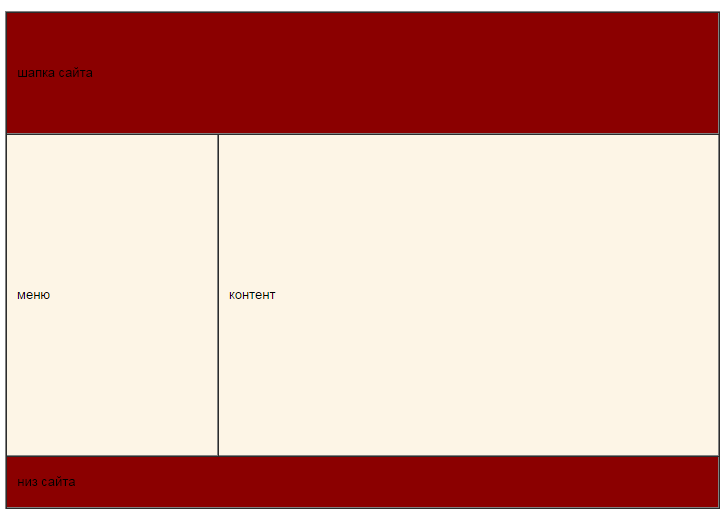 шапка сайта
меню
контент
низ сайта